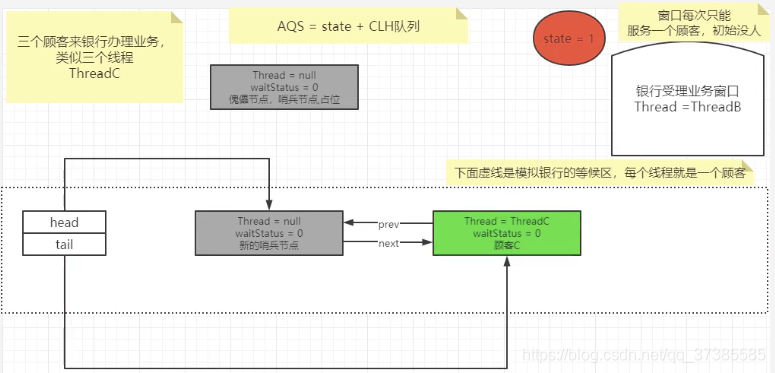 三个顾客来银行办理业务，
类似三个线程
ThreadC
AQS = state + CLH队列
state = 1
窗口每次只能
服务一个顾客，初始没人
Thread = null
waitStatus = 0
傀儡节点，哨兵节点,占位
银行受理业务窗口
Thread =ThreadB
下面虚线是模拟银行的等候区，每个线程就是一个顾客
head
tail
Thread = null
waitStatus = 0
新的哨兵节点
prev
next
Thread = ThreadC
waitStatus = 0
顾客C
https://blog.csdn.net/qq_37385585